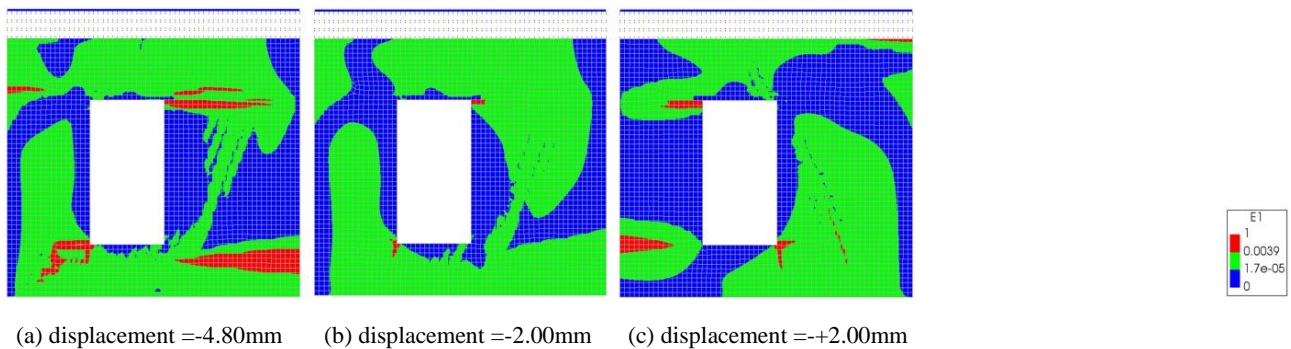 E1
1
0.0039
1.7e-05
0
(a) displacement =-4.80mm (b) displacement =-2.00mm (c) displacement =-+2.00mm